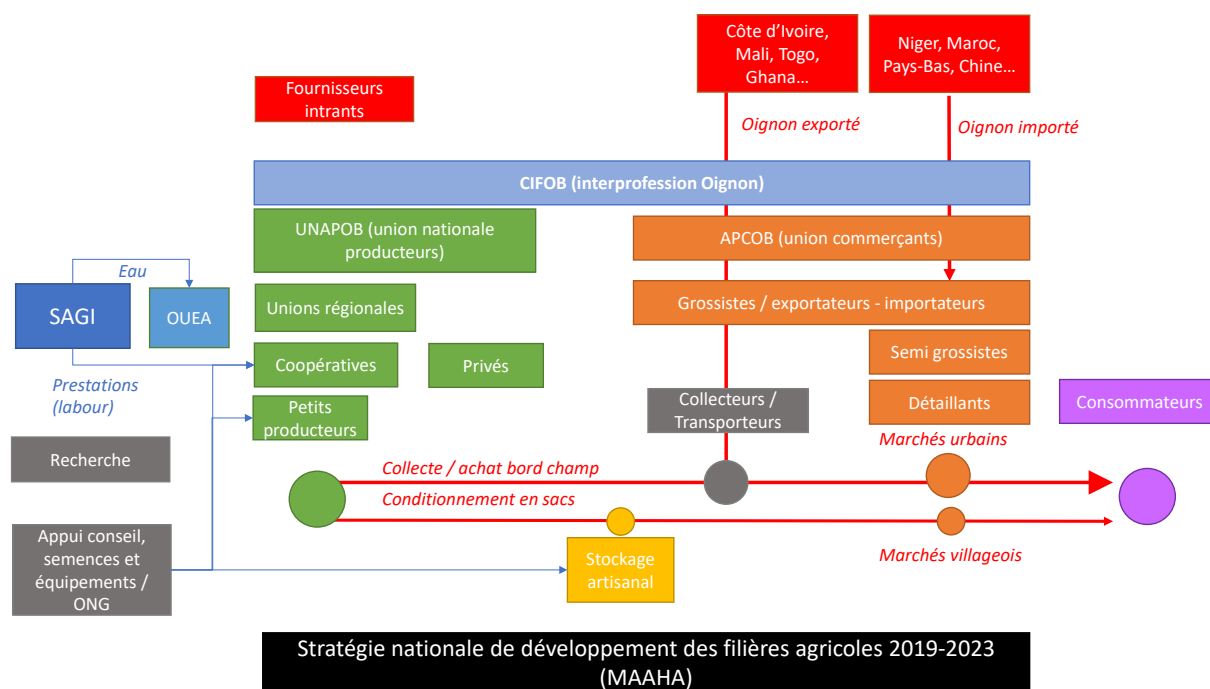 Côte d’Ivoire,
Mali, Togo,
Ghana…
Niger, Maroc,
Pays-Bas, Chine…
Fournisseurs
intrants
Oignon exporté
Oignon importé
CIFOB (interprofession Oignon)
UNAPOB (union nationale
producteurs)
APCOB (union commerçants)
Eau
SAGI
OUEA
Unions régionales
Grossistes / exportateurs - importateurs
Coopératives
Privés
Semi grossistes
Prestations
(labour)
Petits
producteurs
Collecteurs /
Transporteurs
Détaillants
Consommateurs
Recherche
Marchés urbains
Collecte / achat bord champ
Conditionnement en sacs
Appui conseil,
semences et
équipements /
ONG
Stockage
artisanal
Marchés villageois
Stratégie nationale de développement des filières agricoles 2019-2023
(MAAHA)